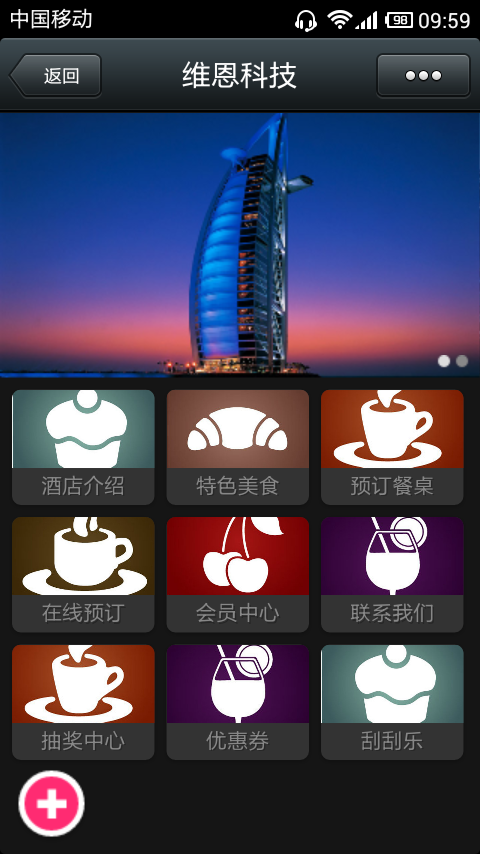 中国移动 98 09:59
返回 维恩科技
酒店介绍 特色美食 预订餐桌
在线预订 会员中心 联系我们
抽奖中心 优惠券 刮刮乐